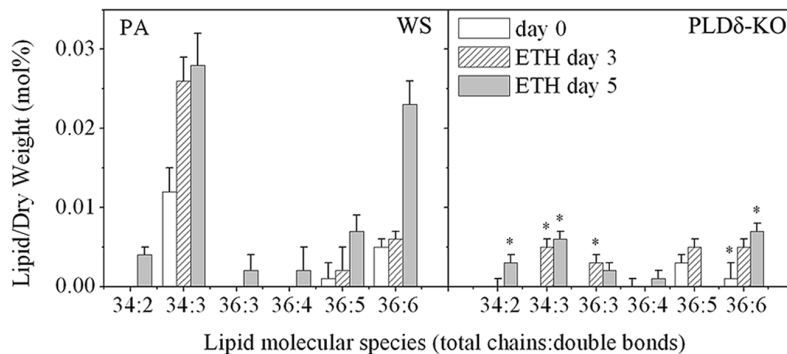 PA WS PLDδ-KO
day 0
ETH day 3
ETH day 5
Lipid/Dry Weight (mol%)
0.03
0.02
0.01
0.00
* * * * * *
34:2 34:3 36:3 36:4 36:5 36:6 34:2 34:3 36:3 36:4 36:5 36:6
Lipid molecular species (total chains:double bonds)